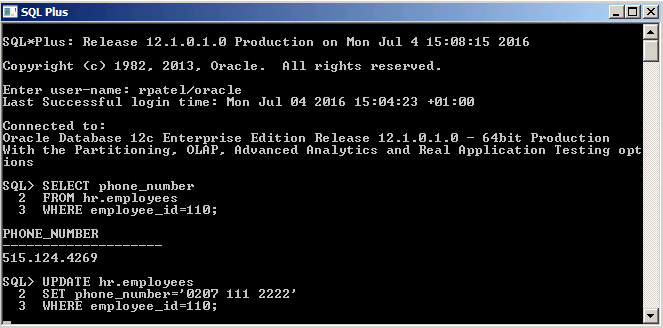 SQL Plus
SQL*Plus: Release 12.1.0.1.0 Production on Mon Jul 4 15:08:15 2016
Copyright (c) 1982, 2013, Oracle.  All rights reserved.
Enter user-name: rpatel/oracle
Last Successful login time: Mon Jul 04 2016 15:04:23 +01:00
Connected to:
Oracle Database 12c Enterprise Edition Release 12.1.0.1.0 - 64bit Production
With the Partitioning, OLAP, Advanced Analytics and Real Application Testing opt
ions
SQL> SELECT phone_number
  2  FROM hr.employees
  3  WHERE employee_id=110;
PHONE_NUMBER
--------------------
515.124.4269
SQL> UPDATE hr.employees
  2  SET phone_number='0207 111 2222'
  3  WHERE employee_id=110;